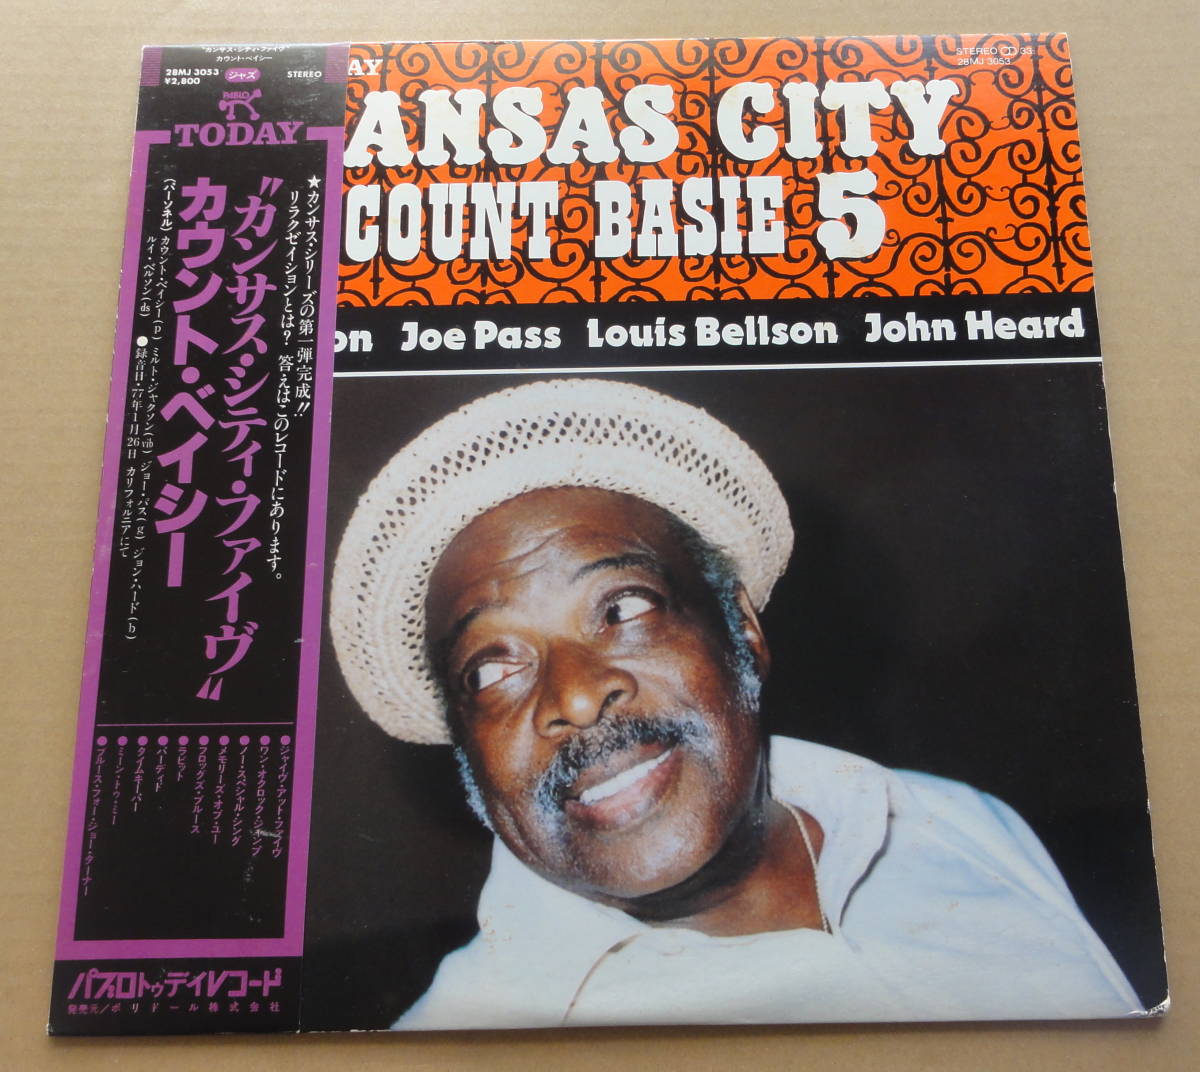 "カンサス・シティ・ファイヴ"
カウント・ベイシー
28MJ 3053
ジャズ
STEREO
¥2,800
PABLO
TODAY
★カンサス・シリーズの第一弾完成!!
リラクゼイションとは? 答えはこのレコードにあります。
"カンサス・シティ・ファイヴ"
カウント・ベイシー
(パーソネル) カウント・ベイシー(p) ミルト・ジャクソン(vib) ジョー・パス(g) ジョン・ハード(b)
ルイ・ベルソン(ds) ●録音日・77年1月26日 カリフォルニアにて
●ジャイヴ・アット・ファイヴ
●ワン・オクロック・ジャンプ
●ノー・スペシャル・シング
●メモリーズ・オブ・ユー
●フロッグズ・ブルース
●ラビット
●パーディド
●タイムキーパー
●ミーン・トゥ・ミー
●ブルース・フォー・ジョー・ターナー
パブロトゥデイレコード
発売元/ポリドール株式会社
AY
STEREO 33⅓
28MJ 3053
ANSAS CITY
COUNT BASIE 5
on Joe Pass Louis Bellson John Heard